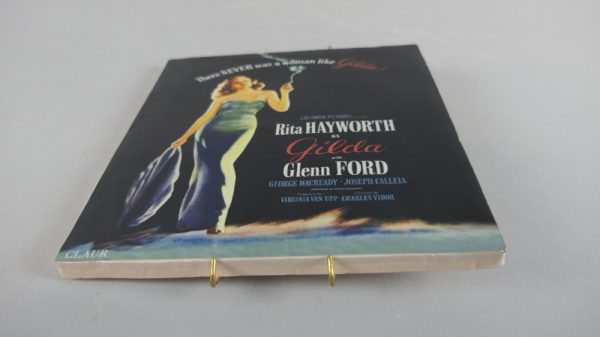 There NEVER was a woman like Gilda!
COLUMBIA PICTURES
Rita HAYWORTH
as
Gilda
with
Glenn FORD
GEORGE MACREADY · JOSEPH CALLEIA
VIRGINIA VAN UPP · CHARLES VIDOR
CLAUR